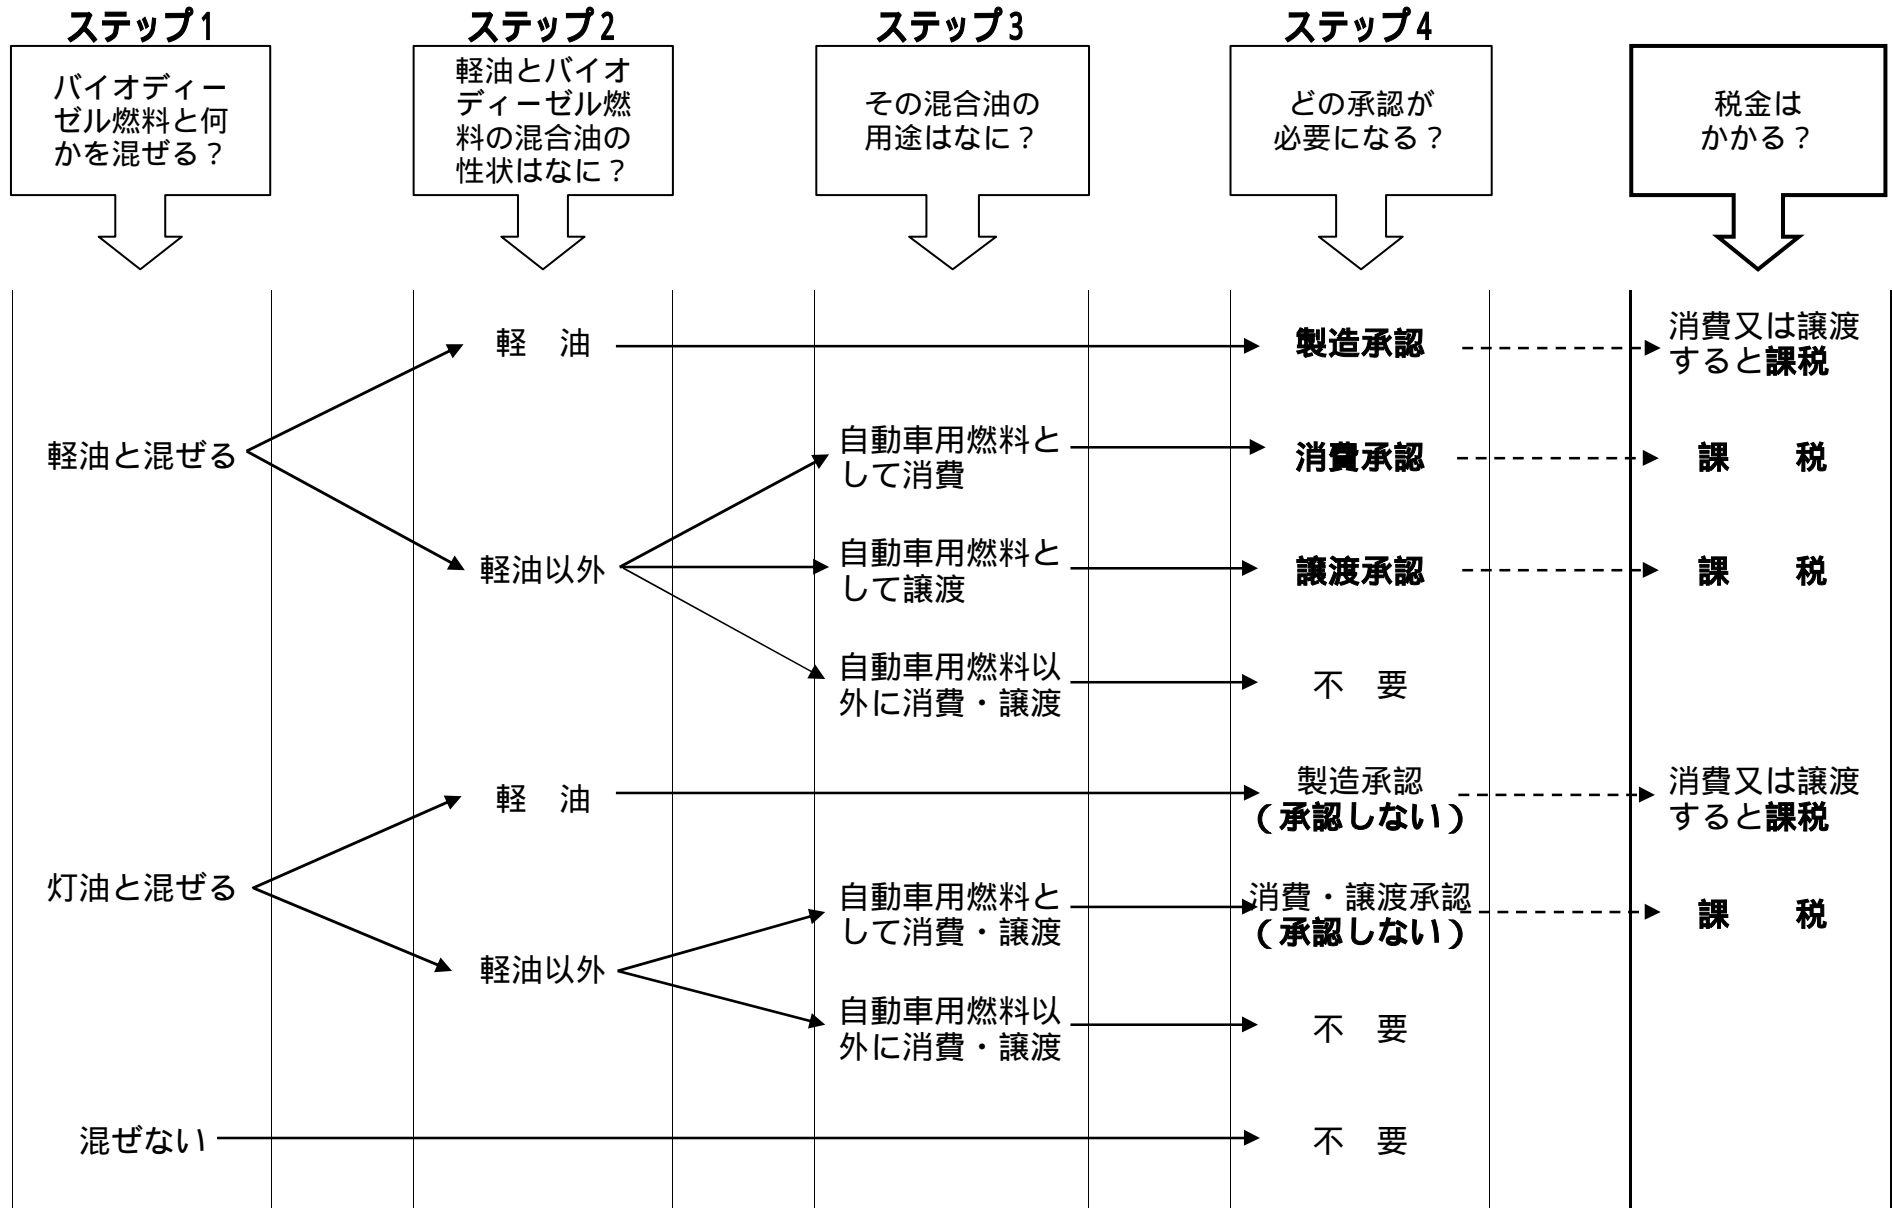 ステップ1
バイオディー
ゼル燃料と何
かを混ぜる？
ステップ2
軽油とバイオ
ディーゼル燃
料の混合油の
性状はなに？
ステップ3
その混合油の
用途はなに？
ステップ4
どの承認が
必要になる？
税金は
かかる？
軽油と混ぜる
軽　油
製造承認
消費又は譲渡
すると課税
軽油以外
自動車用燃料と
して消費
消費承認
課　税
自動車用燃料と
して譲渡
譲渡承認
課　税
自動車用燃料以
外に消費・譲渡
不　要
灯油と混ぜる
軽　油
製造承認
（承認しない）
消費又は譲渡
すると課税
軽油以外
自動車用燃料と
して消費・譲渡
消費・譲渡承認
（承認しない）
課　税
自動車用燃料以
外に消費・譲渡
不　要
混ぜない
不　要